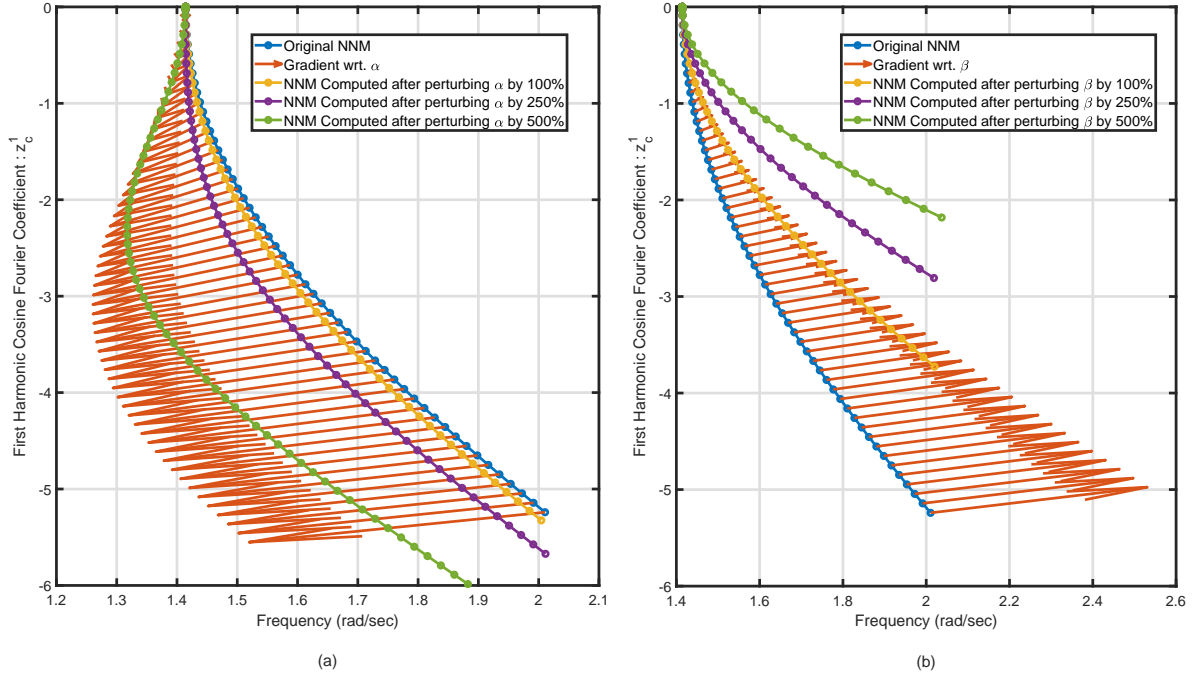 0
-1
-2
-3
-4
-5
-6
1.2 1.3 1.4 1.5 1.6 1.7 1.8 1.9 2 2.1
Frequency (rad/sec)
First Harmonic Cosine Fourier Coefficient : z_c^1
Original NNM
Gradient wrt. α
NNM Computed after perturbing α by 100%
NNM Computed after perturbing α by 250%
NNM Computed after perturbing α by 500%
(a)
0
-1
-2
-3
-4
-5
-6
1.4 1.6 1.8 2 2.2 2.4 2.6
Frequency (rad/sec)
First Harmonic Cosine Fourier Coefficient : z_c^1
Original NNM
Gradient wrt. β
NNM Computed after perturbing β by 100%
NNM Computed after perturbing β by 250%
NNM Computed after perturbing β by 500%
(b)